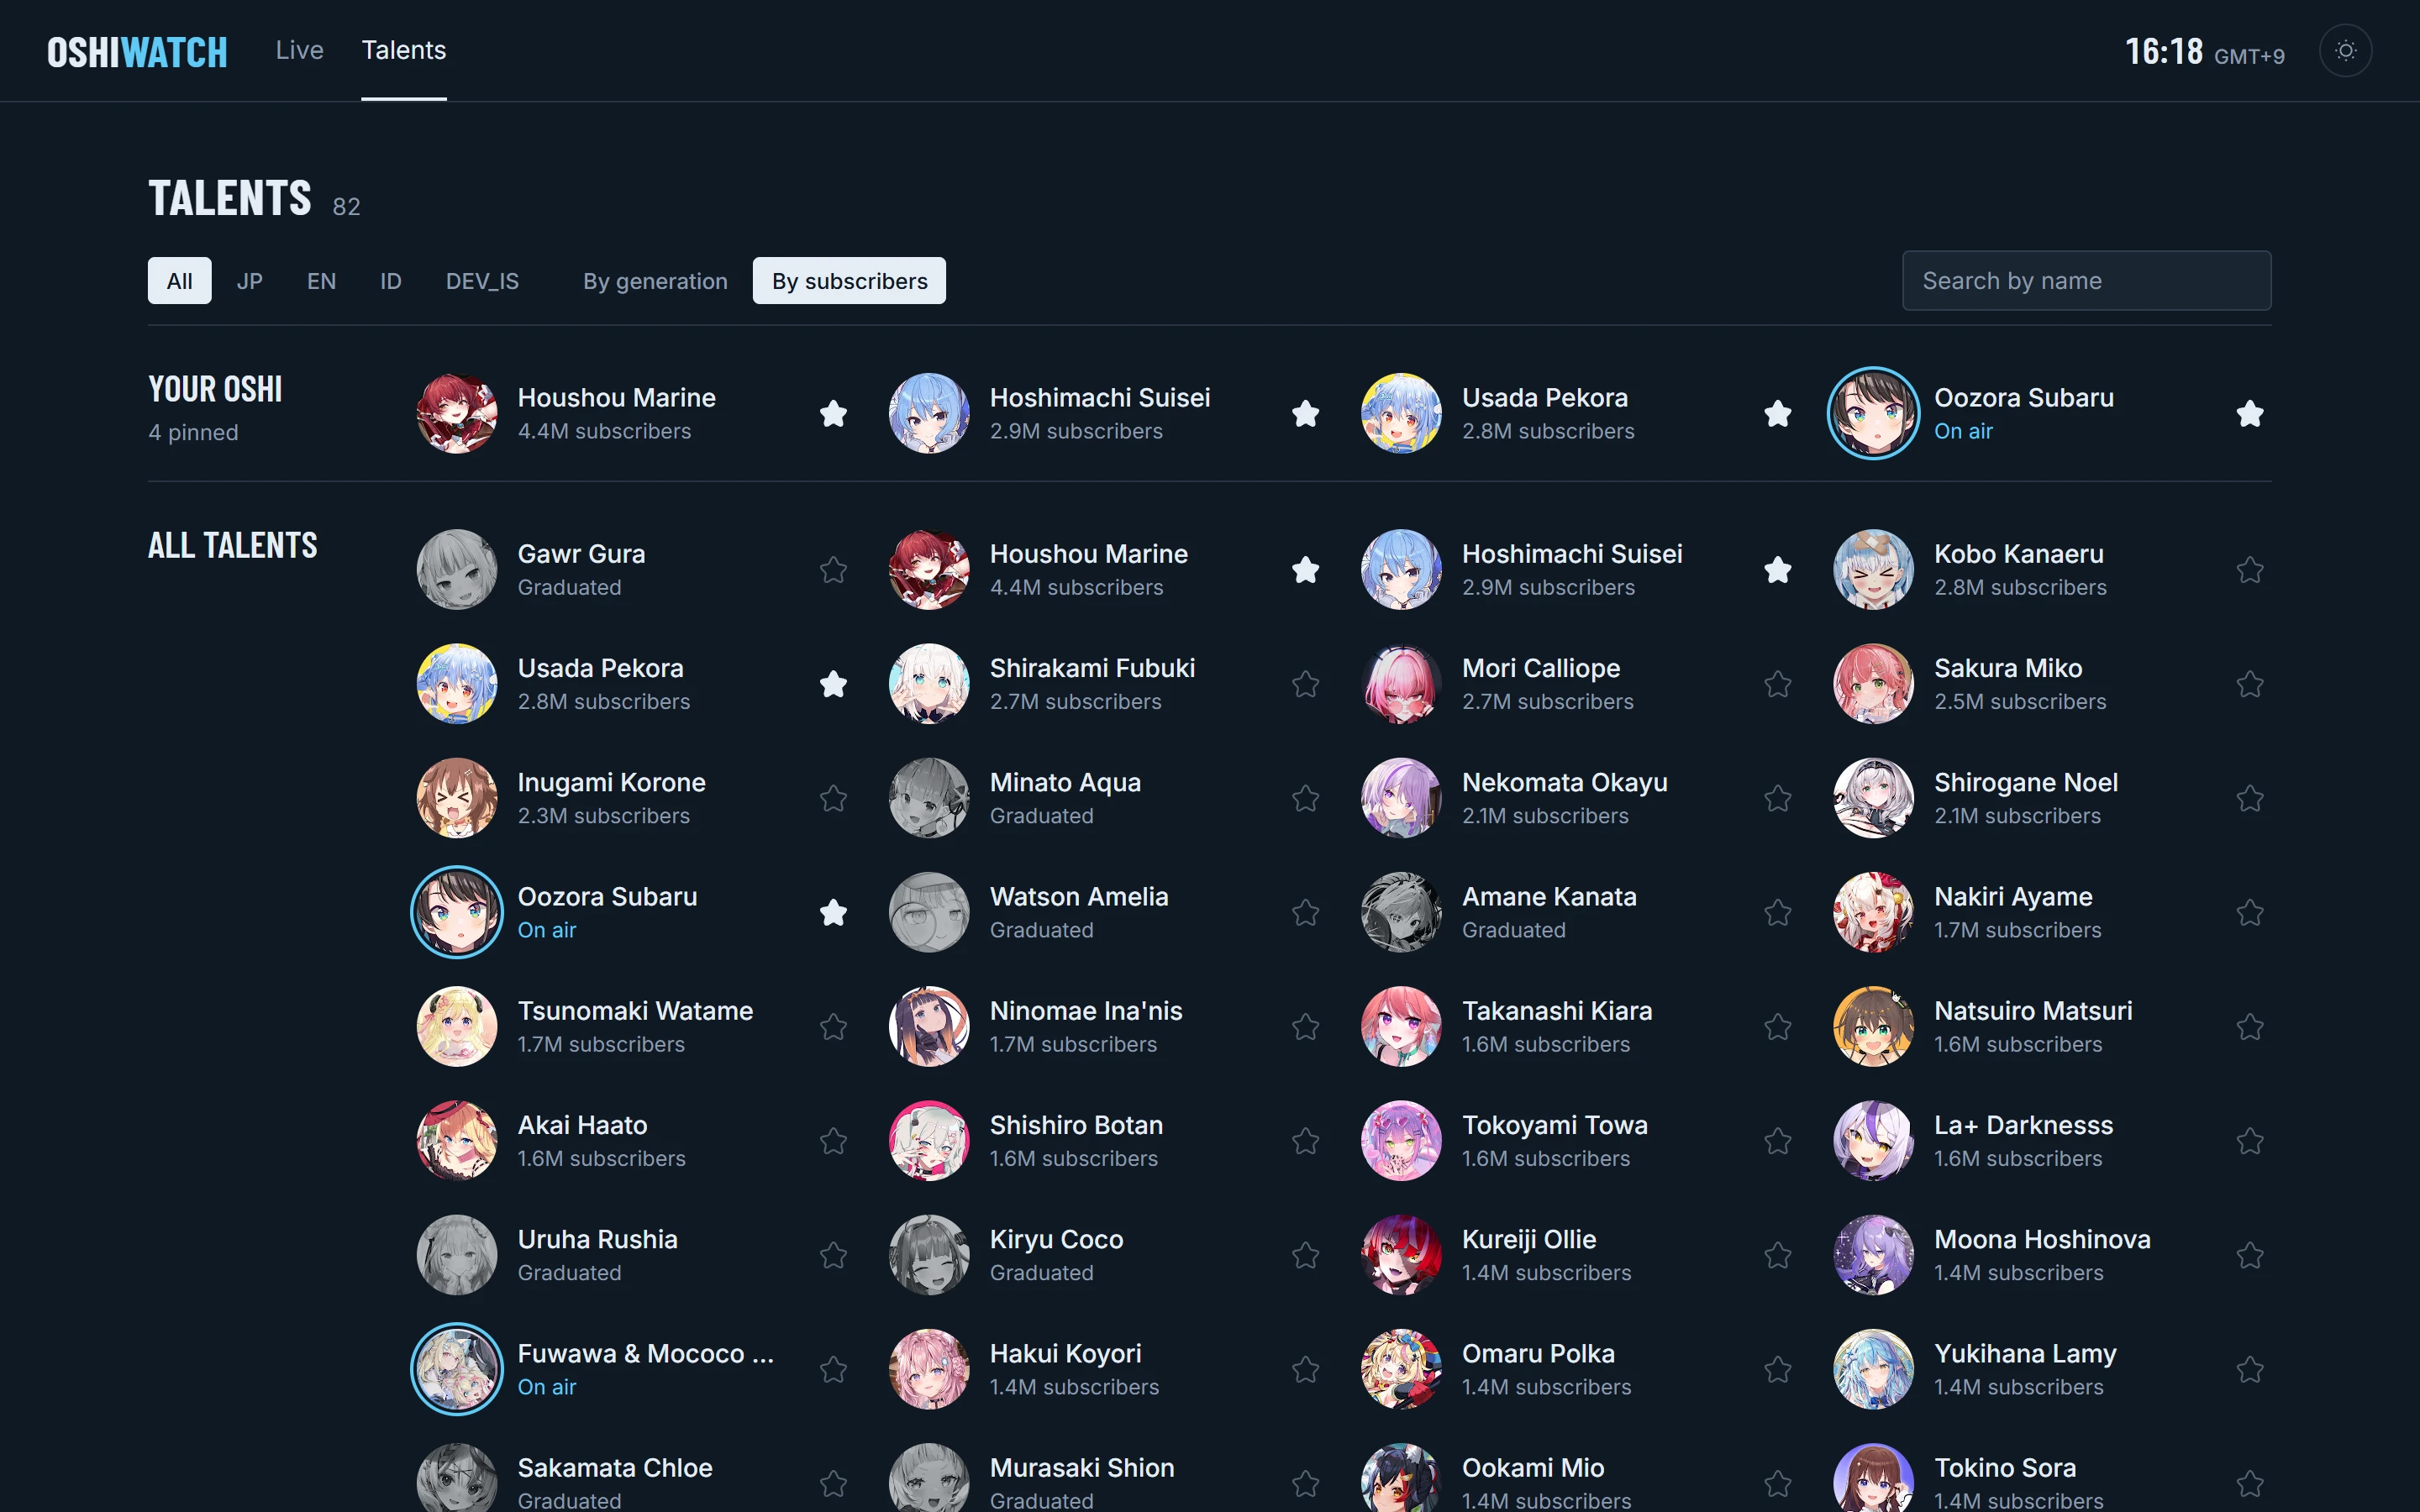 OSHIWATCH
Live
Talents
16:18 GMT+9
TALENTS 82
All
JP
EN
ID
DEV_IS
By generation
By subscribers
Search by name
YOUR OSHI
4 pinned
Houshou Marine
4.4M subscribers
Hoshimachi Suisei
2.9M subscribers
Usada Pekora
2.8M subscribers
Oozora Subaru
On air
ALL TALENTS
Gawr Gura
Graduated
Houshou Marine
4.4M subscribers
Hoshimachi Suisei
2.9M subscribers
Kobo Kanaeru
2.8M subscribers
Usada Pekora
2.8M subscribers
Shirakami Fubuki
2.7M subscribers
Mori Calliope
2.7M subscribers
Sakura Miko
2.5M subscribers
Inugami Korone
2.3M subscribers
Minato Aqua
Graduated
Nekomata Okayu
2.1M subscribers
Shirogane Noel
2.1M subscribers
Oozora Subaru
On air
Watson Amelia
Graduated
Amane Kanata
Graduated
Nakiri Ayame
1.7M subscribers
Tsunomaki Watame
1.7M subscribers
Ninomae Ina'nis
1.7M subscribers
Takanashi Kiara
1.6M subscribers
Natsuiro Matsuri
1.6M subscribers
Akai Haato
1.6M subscribers
Shishiro Botan
1.6M subscribers
Tokoyami Towa
1.6M subscribers
La+ Darknesss
1.6M subscribers
Uruha Rushia
Graduated
Kiryu Coco
Graduated
Kureiji Ollie
1.4M subscribers
Moona Hoshinova
1.4M subscribers
Fuwawa & Mococo ...
On air
Hakui Koyori
1.4M subscribers
Omaru Polka
1.4M subscribers
Yukihana Lamy
1.4M subscribers
Sakamata Chloe
Graduated
Murasaki Shion
Graduated
Ookami Mio
1.4M subscribers
Tokino Sora
1.4M subscribers